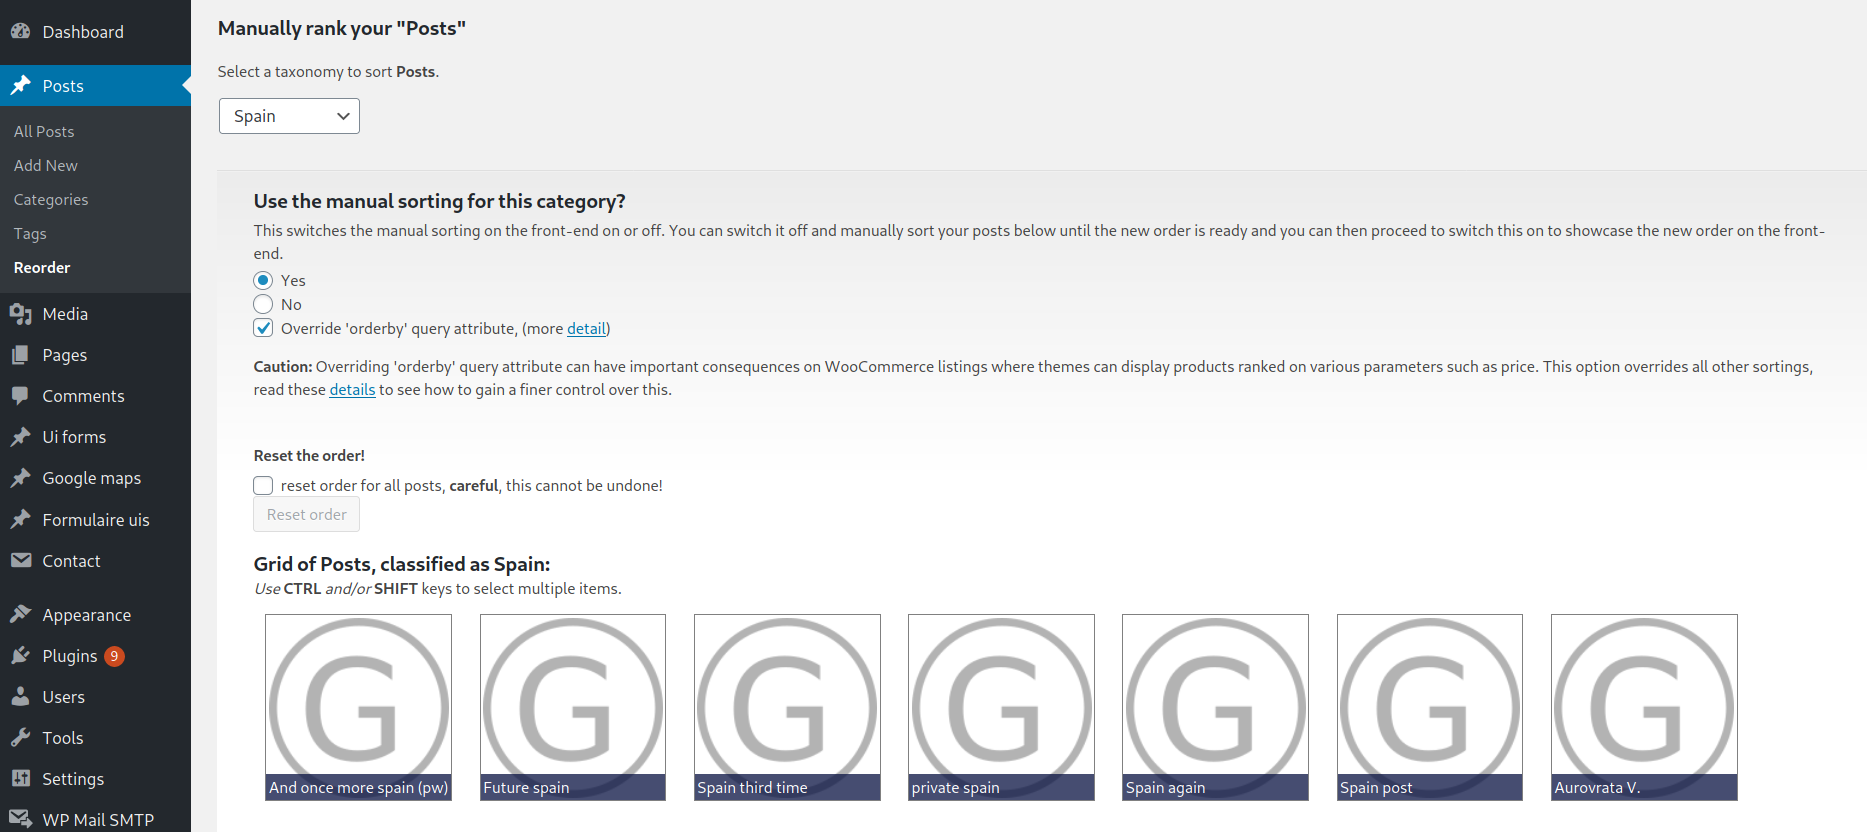 Dashboard
Posts
All Posts
Add New
Categories
Tags
Reorder
Media
Pages
Comments
Ui forms
Google maps
Formulaire uis
Contact
Appearance
Plugins 9
Users
Tools
Settings
WP Mail SMTP
Manually rank your "Posts"
Select a taxonomy to sort Posts.
Spain
Use the manual sorting for this category?
This switches the manual sorting on the front-end on or off. You can switch it off and manually sort your posts below until the new order is ready and you can then proceed to switch this on to showcase the new order on the front-
end.
Yes
No
Override 'orderby' query attribute, (more detail)
Caution: Overriding 'orderby' query attribute can have important consequences on WooCommerce listings where themes can display products ranked on various parameters such as price. This option overrides all other sortings,
read these details to see how to gain a finer control over this.
Reset the order!
reset order for all posts, careful, this cannot be undone!
Reset order
Grid of Posts, classified as Spain:
Use CTRL and/or SHIFT keys to select multiple items.
G G G G G G G
And once more spain (pw) Future spain Spain third time private spain Spain again Spain post Aurovrata V.